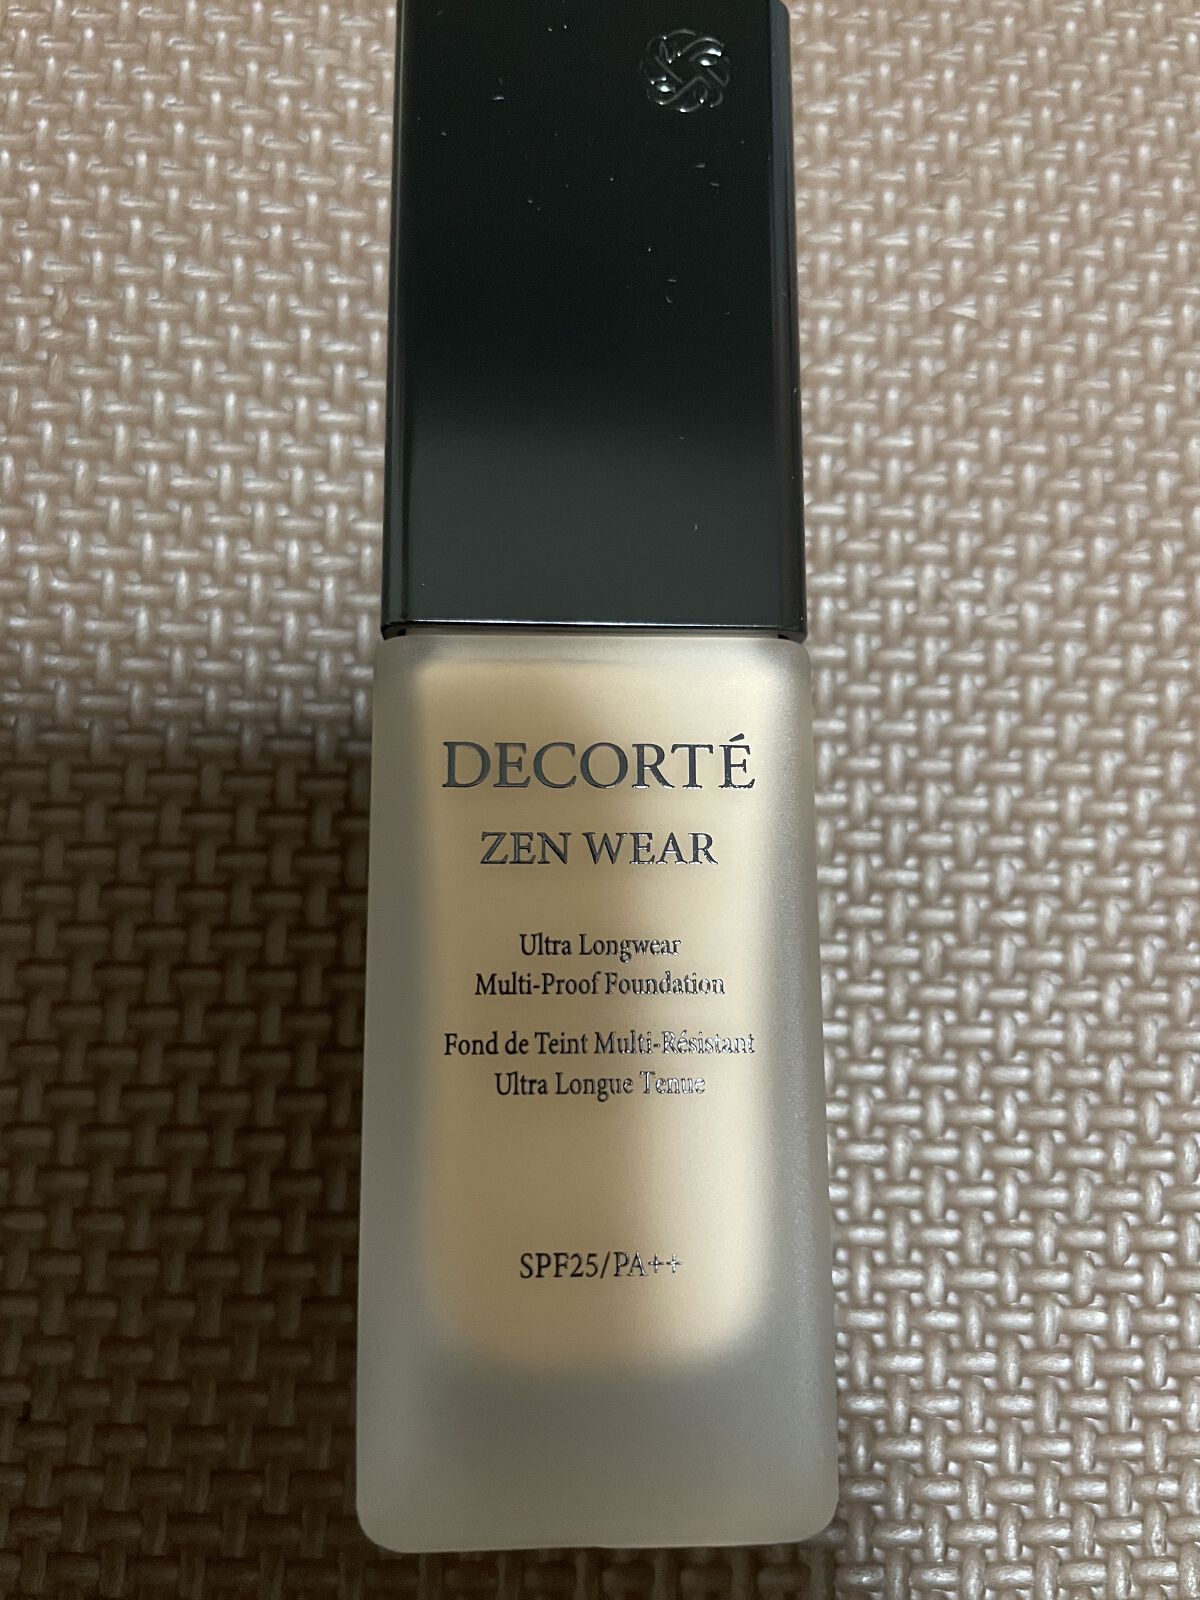 DECORTÉ
ZEN WEAR
Ultra Longwear
Multi-Proof Foundation
Fond de Teint Multi-Résistant
Ultra Longue Tenue
SPF25/PA++